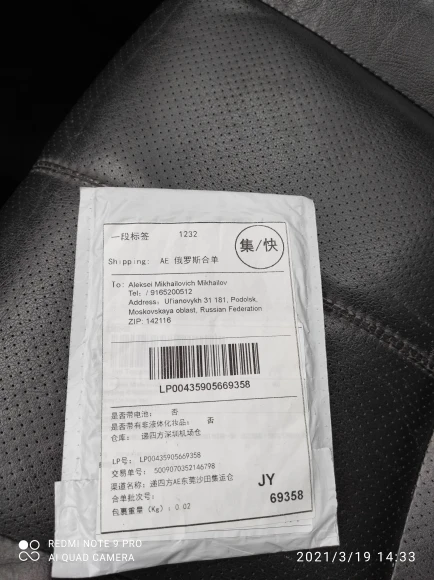 一段标签 1232
集/快
Shipping: AE 俄罗斯合单
To: Aleksei Mikhailovich Mikhailov
Tel: / 9165200512
Address: Ul'ianovykh 31 181, Podolsk,
Moskovskaya oblast, Russian Federation
ZIP: 142116
LP00435905669358
是否带电池: 否
是否带有非液体化妆品: 否
仓库: 递四方深圳机场仓
LP号: LP00435905669358
交易单号: 5009070352146798
渠道名称: 递四方AE东莞沙田集运仓
合单批次号:
包裹重量 (Kg): 0.02
JY
69358
REDMI NOTE 9 PRO
AI QUAD CAMERA
2021/3/19 14:33